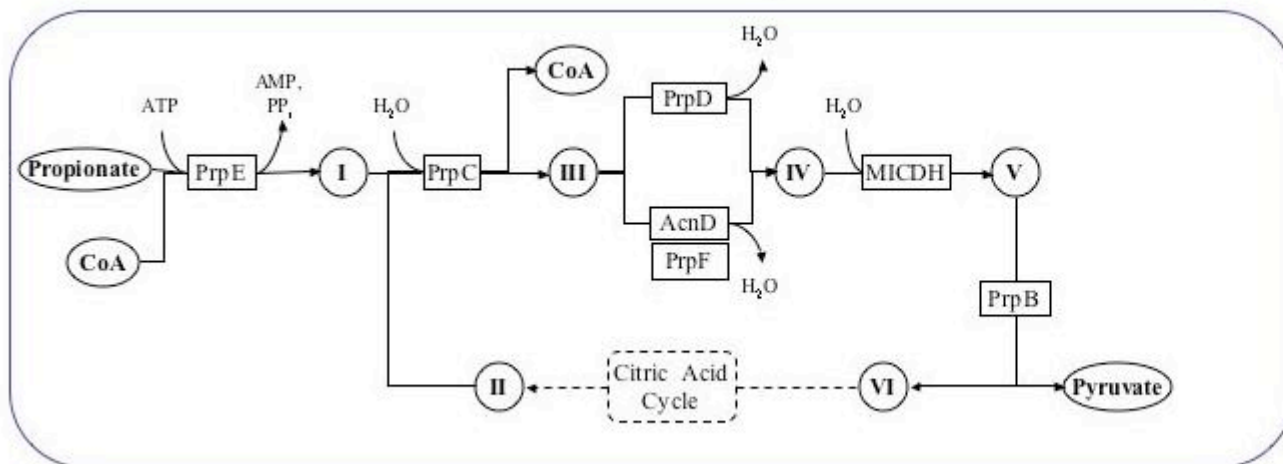 H₂O
CoA
AMP,
PPᵢ
ATP
H₂O
PrpD
H₂O
Propionate
PrpE
I
PrpC
III
IV
MICDH
V
CoA
AcnD
PrpF
H₂O
PrpB
II
Citric Acid
Cycle
VI
Pyruvate